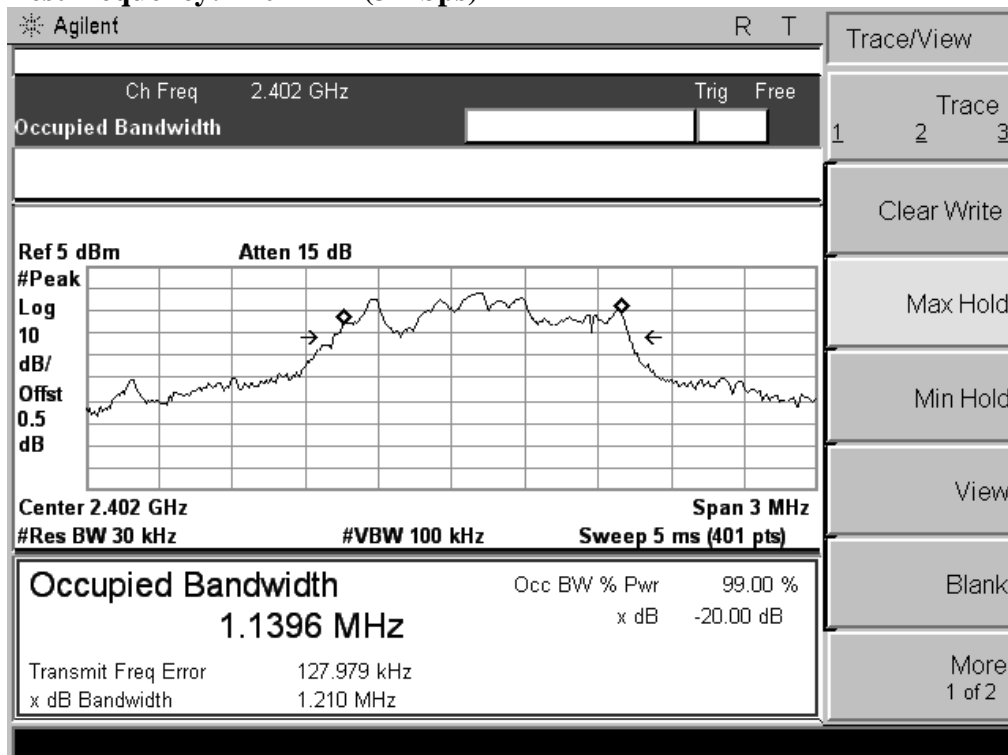 Agilent R T
Trace/View
Ch Freq 2.402 GHz Trig Free
Occupied Bandwidth
Trace
1 2 3
Clear Write
Max Hold
Min Hold
View
Blank
More
1 of 2
Ref 5 dBm Atten 15 dB
#Peak
Log
10
dB/
Offst
0.5
dB
Center 2.402 GHz Span 3 MHz
#Res BW 30 kHz #VBW 100 kHz Sweep 5 ms (401 pts)
Occupied Bandwidth
1.1396 MHz
Occ BW % Pwr 99.00 %
x dB -20.00 dB
Transmit Freq Error 127.979 kHz
x dB Bandwidth 1.210 MHz